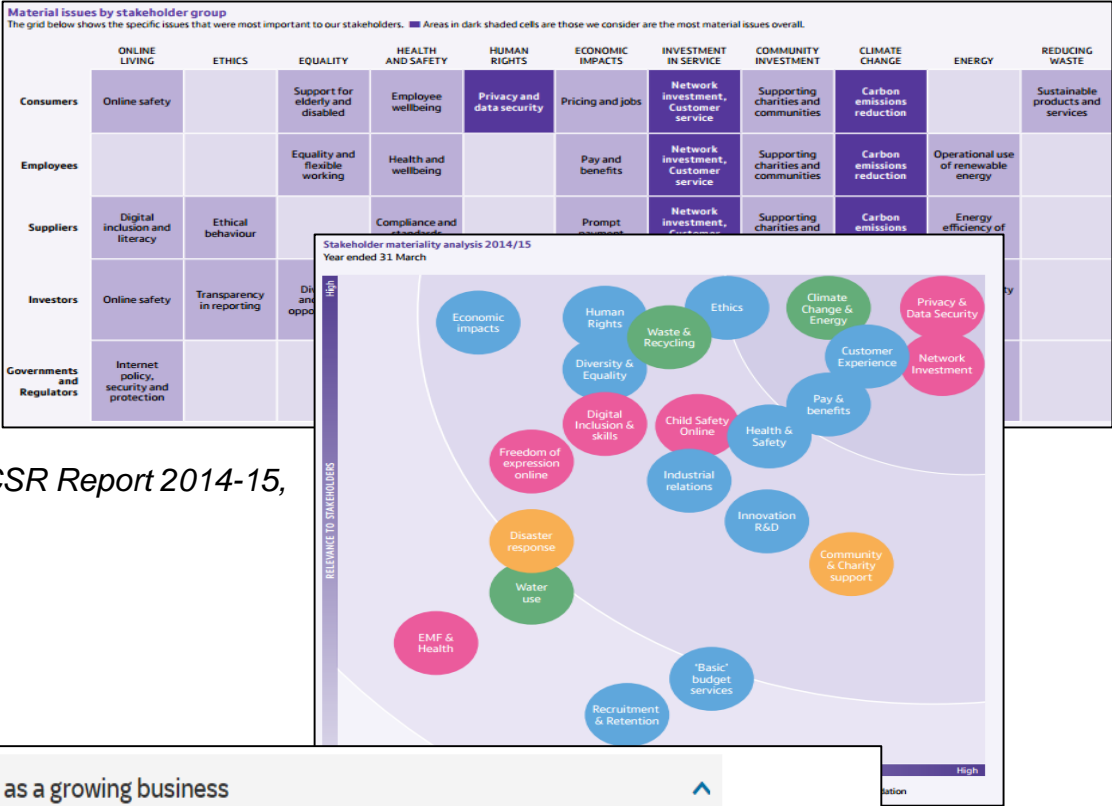 Material issues by stakeholder group
The grid below shows the specific issues that were most important to our stakeholders. Areas in dark shaded cells are those we consider are the most material issues overall.
ONLINE LIVING
ETHICS
EQUALITY
HEALTH AND SAFETY
HUMAN RIGHTS
ECONOMIC IMPACTS
INVESTMENT IN SERVICE
COMMUNITY INVESTMENT
CLIMATE CHANGE
ENERGY
REDUCING WASTE
Consumers
Online safety
Support for elderly and disabled
Employee wellbeing
Privacy and data security
Pricing and jobs
Network investment, Customer service
Supporting charities and communities
Carbon emissions reduction
Sustainable products and services
Employees
Equality and flexible working
Health and wellbeing
Pay and benefits
Network investment, Customer service
Supporting charities and communities
Carbon emissions reduction
Operational use of renewable energy
Suppliers
Digital inclusion and literacy
Ethical behaviour
Compliance and standards
Prompt payment
Network investment, Customer
Supporting charities and
Carbon emissions
Energy efficiency of
Investors
Online safety
Transparency in reporting
Governments and Regulators
Internet policy, security and protection
Stakeholder materiality analysis 2014/15
Year ended 31 March
High
RELEVANCE TO STAKEHOLDERS
Economic impacts
Human Rights
Waste & Recycling
Ethics
Climate Change & Energy
Privacy & Data Security
Diversity & Equality
Customer Experience
Network Investment
Pay & benefits
Digital Inclusion & skills
Child Safety Online
Health & Safety
Freedom of expression online
Industrial relations
Innovation R&D
Disaster response
Community & Charity support
Water use
EMF & Health
'Basic' budget services
Recruitment & Retention
High
CSR Report 2014-15,
as a growing business